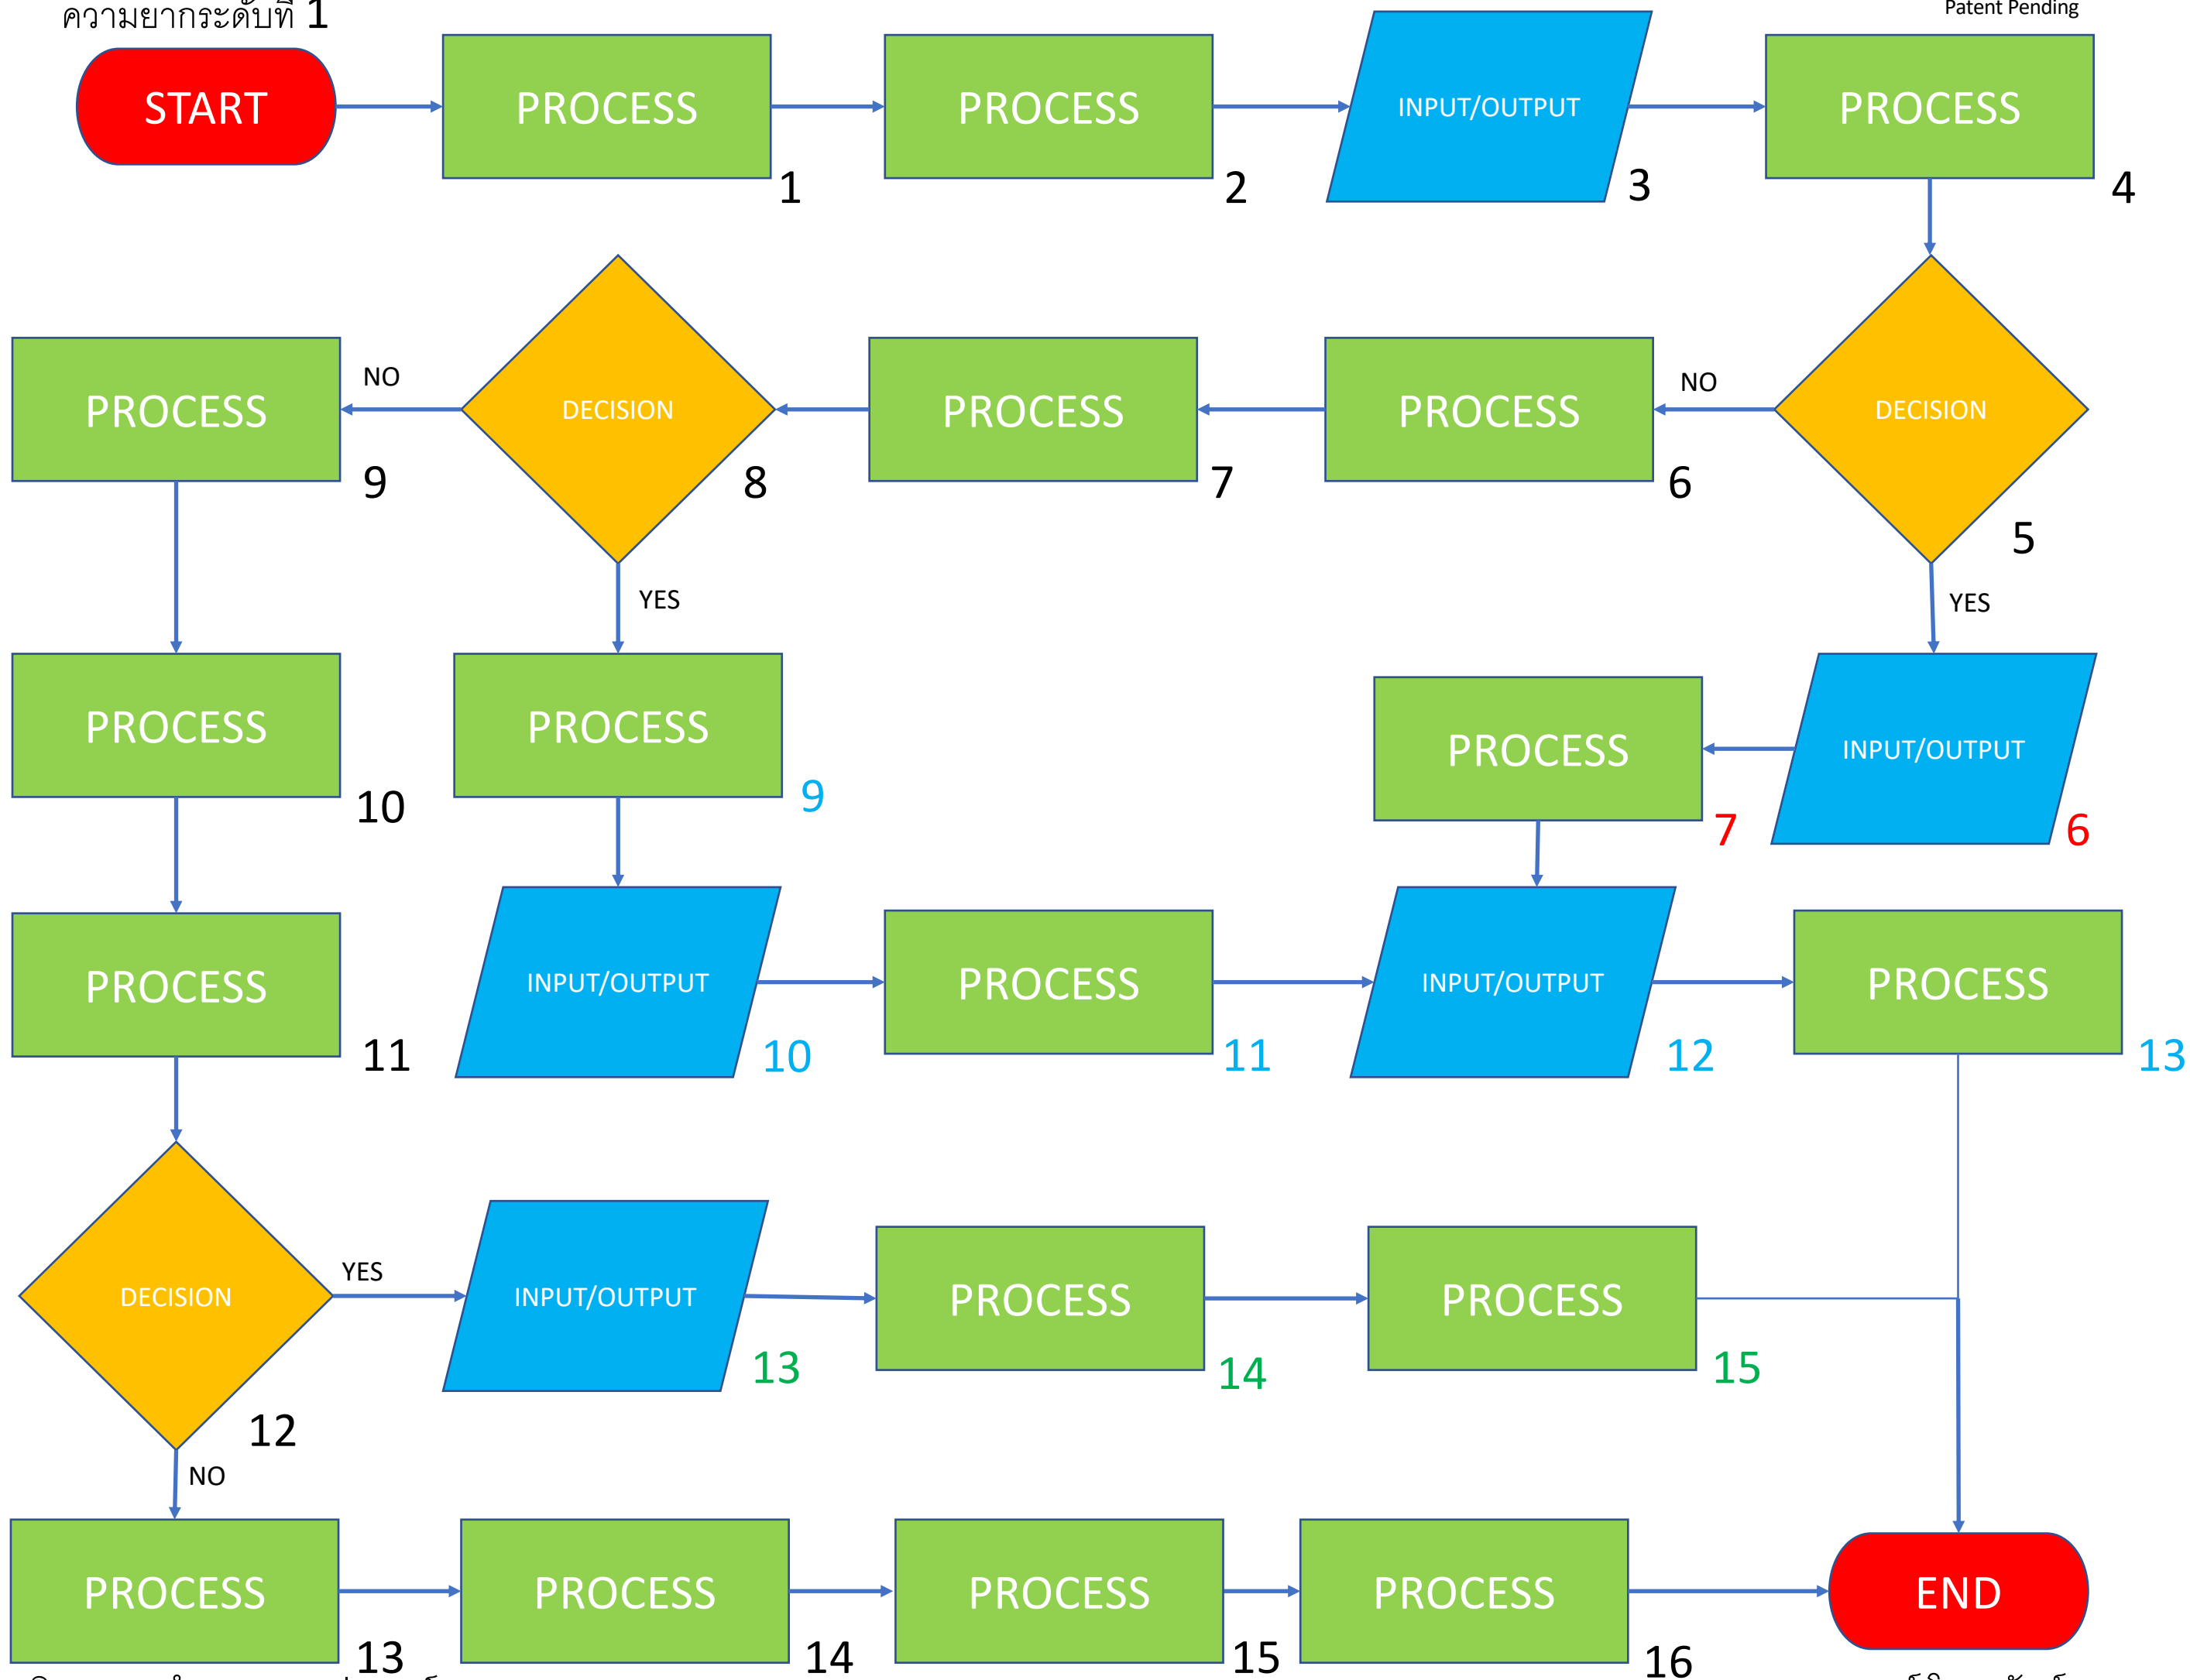 ความยากระดับที่ 1
Patent Pending
START
PROCESS
1
PROCESS
2
INPUT/OUTPUT
3
PROCESS
4
PROCESS
9
NO
DECISION
8
PROCESS
7
PROCESS
6
NO
DECISION
5
YES
YES
PROCESS
10
PROCESS
9
PROCESS
7
INPUT/OUTPUT
6
PROCESS
11
INPUT/OUTPUT
10
PROCESS
11
INPUT/OUTPUT
12
PROCESS
13
DECISION
12
YES
INPUT/OUTPUT
13
PROCESS
14
PROCESS
15
NO
PROCESS
13
PROCESS
14
PROCESS
15
PROCESS
16
END